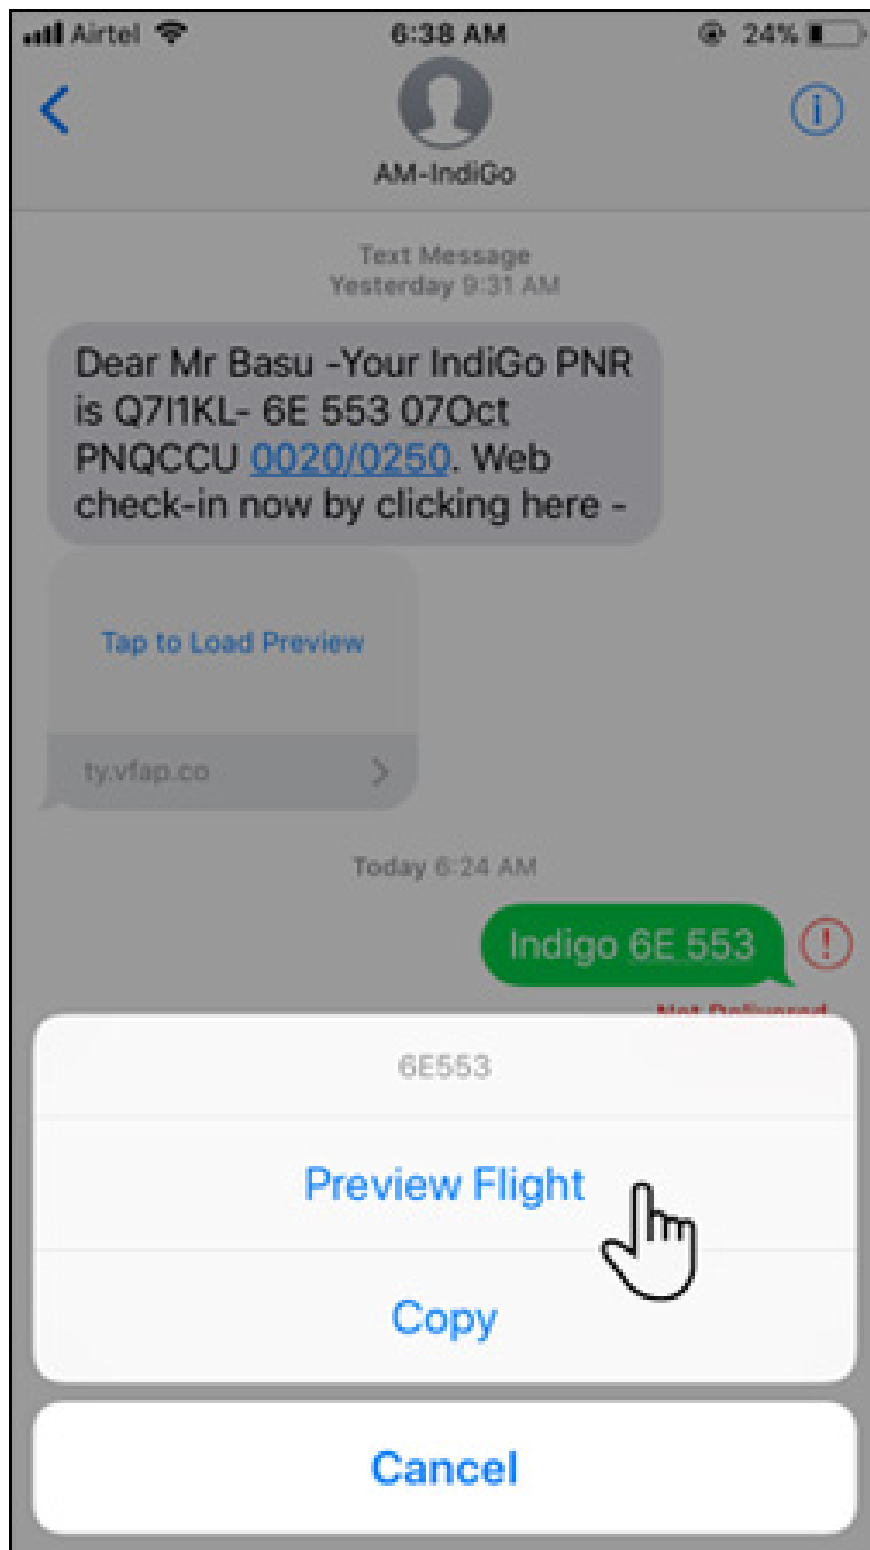 Airtel 6:38 AM 24%
AM-IndiGo
Text Message
Yesterday 9:31 AM
Dear Mr Basu -Your IndiGo PNR
is Q7I1KL- 6E 553 07Oct
PNQCCU 0020/0250. Web
check-in now by clicking here -
Tap to Load Preview
ty.vfap.co
Today 6:24 AM
Indigo 6E 553
Not Delivered
6E553
Preview Flight
Copy
Cancel